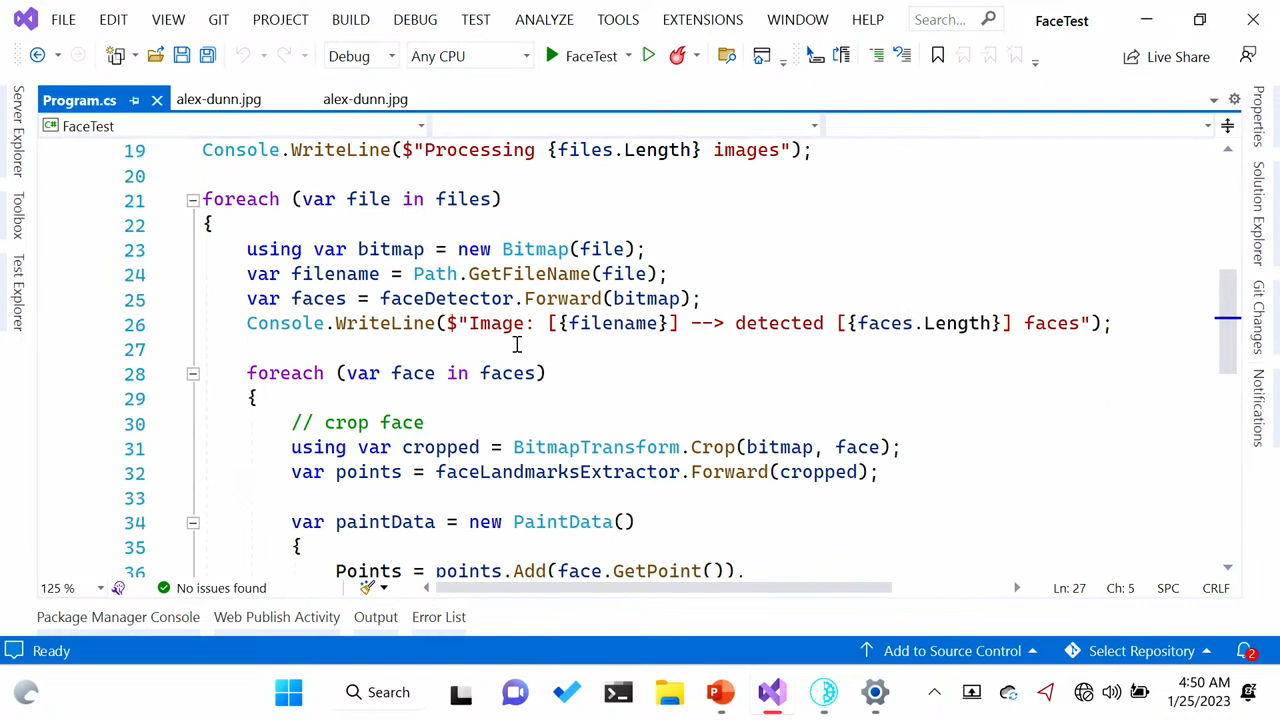 FILE EDIT VIEW GIT PROJECT BUILD DEBUG TEST ANALYZE TOOLS EXTENSIONS WINDOW HELP Search... FaceTest
Debug Any CPU FaceTest Live Share
Program.cs alex-dunn.jpg alex-dunn.jpg
FaceTest
Server Explorer
Toolbox
Test Explorer
19 Console.WriteLine($"Processing {files.Length} images");
20
21 foreach (var file in files)
22 {
23 using var bitmap = new Bitmap(file);
24 var filename = Path.GetFileName(file);
25 var faces = faceDetector.Forward(bitmap);
26 Console.WriteLine($"Image: [{filename}] --> detected [{faces.Length}] faces");
27
28 foreach (var face in faces)
29 {
30 // crop face
31 using var cropped = BitmapTransform.Crop(bitmap, face);
32 var points = faceLandmarksExtractor.Forward(cropped);
33
34 var paintData = new PaintData()
35 {
36 Points = points.Add(face.GetPoint()),
Properties
Solution Explorer
Git Changes
Notifications
125 % No issues found Ln: 27 Ch: 5 SPC CRLF
Package Manager Console Web Publish Activity Output Error List
Ready Add to Source Control Select Repository 2
Search 4:50 AM
1/25/2023